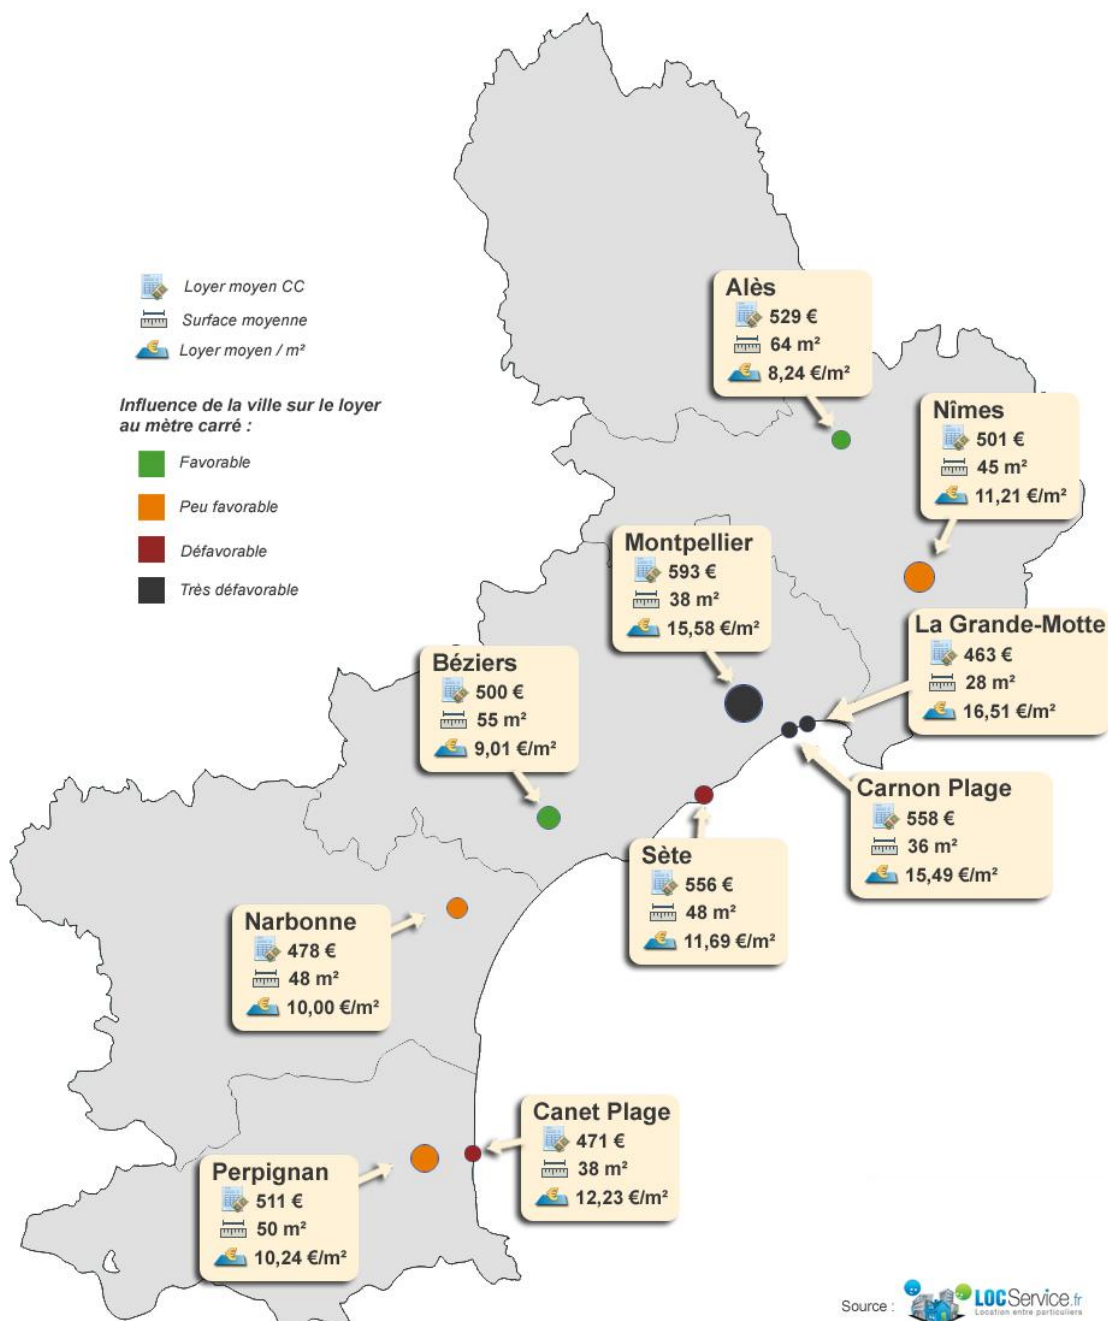 Loyer moyen CC
Surface moyenne
Loyer moyen / m²
Influence de la ville sur le loyer
au mètre carré :
Favorable
Peu favorable
Défavorable
Très défavorable
Alès
529 €
64 m²
8,24 €/m²
Nîmes
501 €
45 m²
11,21 €/m²
Montpellier
593 €
38 m²
15,58 €/m²
La Grande-Motte
463 €
28 m²
16,51 €/m²
Béziers
500 €
55 m²
9,01 €/m²
Carnon Plage
558 €
36 m²
15,49 €/m²
Sète
556 €
48 m²
11,69 €/m²
Narbonne
478 €
48 m²
10,00 €/m²
Canet Plage
471 €
38 m²
12,23 €/m²
Perpignan
511 €
50 m²
10,24 €/m²
Source : LOCService.fr
Location entre particuliers